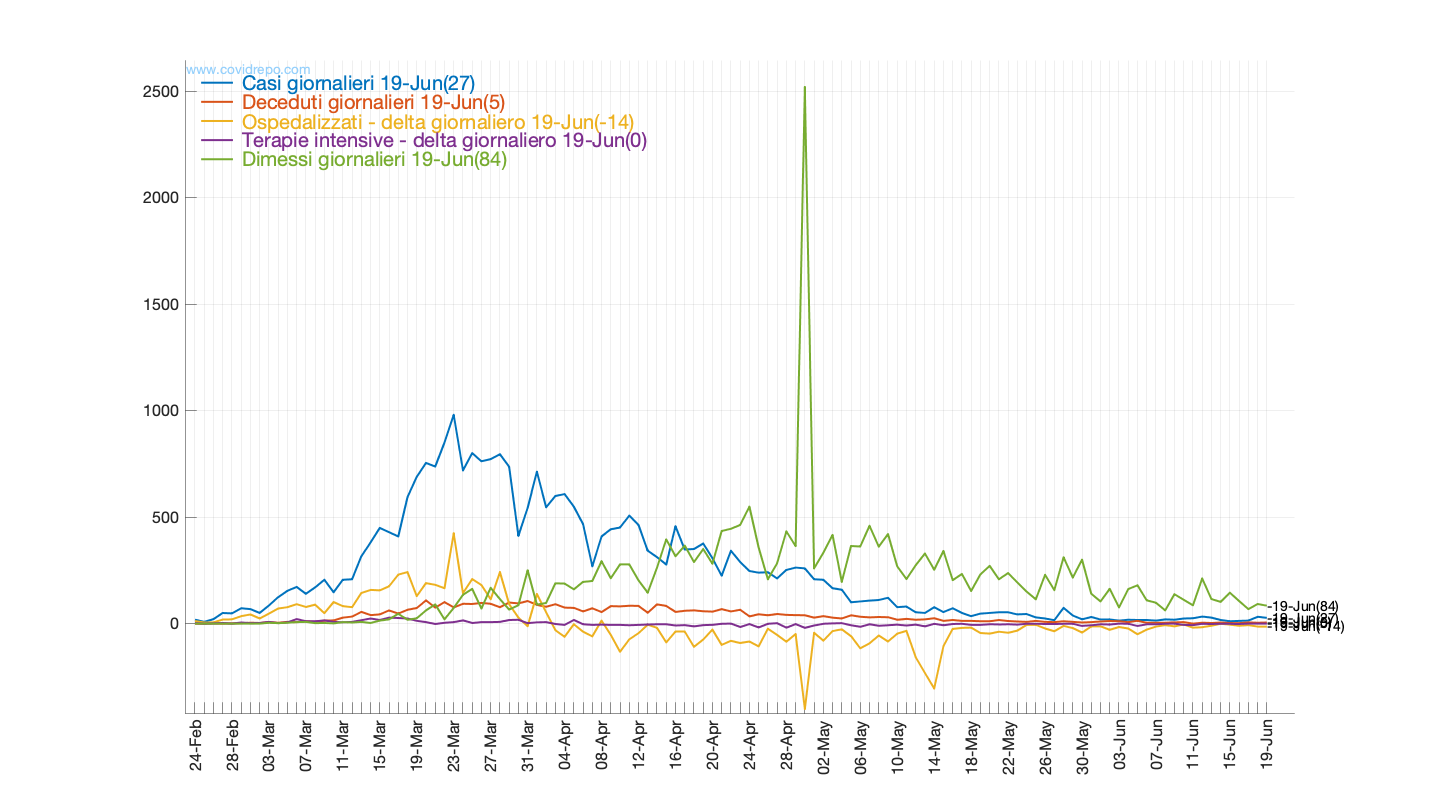 www.covidrepo.com
Casi giornalieri 19-Jun(27)
Deceduti giornalieri 19-Jun(5)
Ospedalizzati - delta giornaliero 19-Jun(-14)
Terapie intensive - delta giornaliero 19-Jun(0)
Dimessi giornalieri 19-Jun(84)
2500
2000
1500
1000
500
0
-19-Jun(84)
24-Feb
28-Feb
03-Mar
07-Mar
11-Mar
15-Mar
19-Mar
23-Mar
27-Mar
31-Mar
04-Apr
08-Apr
12-Apr
16-Apr
20-Apr
24-Apr
28-Apr
02-May
06-May
10-May
14-May
18-May
22-May
26-May
30-May
03-Jun
07-Jun
11-Jun
15-Jun
19-Jun